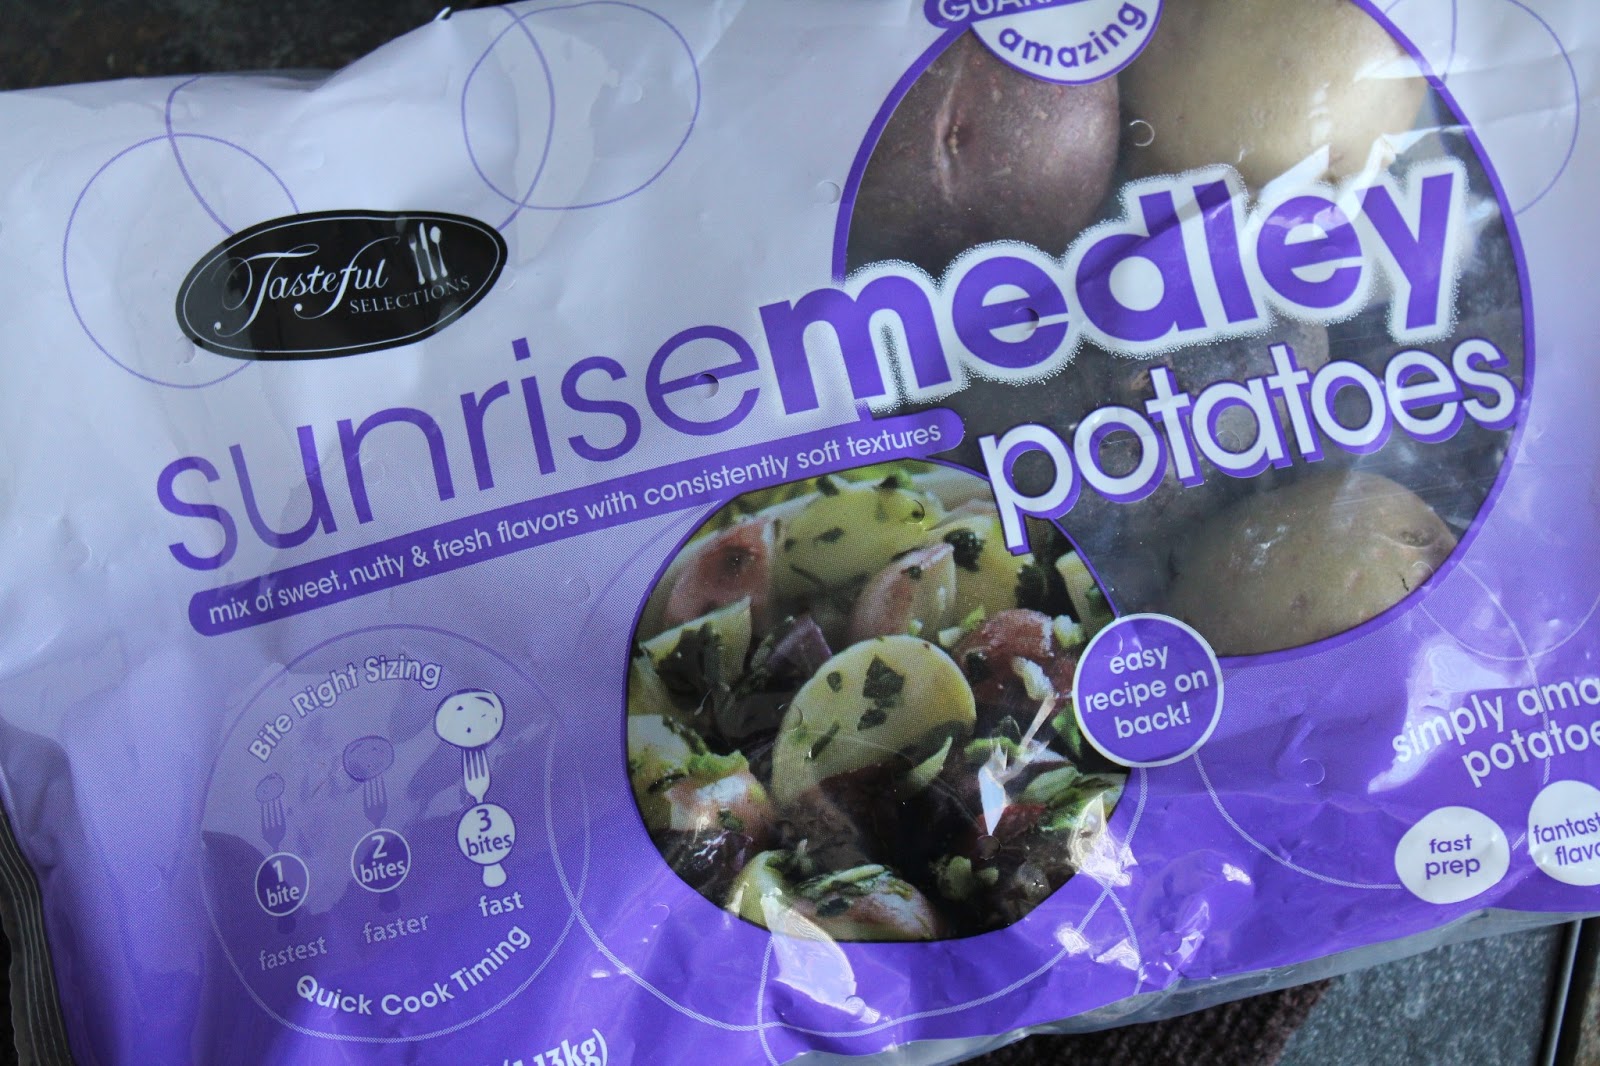 amazing
Tasteful
SELECTIONS
sunrisemedley
potatoes
mix of sweet, nutty & fresh flavors with consistently soft textures
Bite Right Sizing
1
bite
2
bites
3
bites
fastest
faster
fast
Quick Cook Timing
easy
recipe on
back!
simply
fast
prep